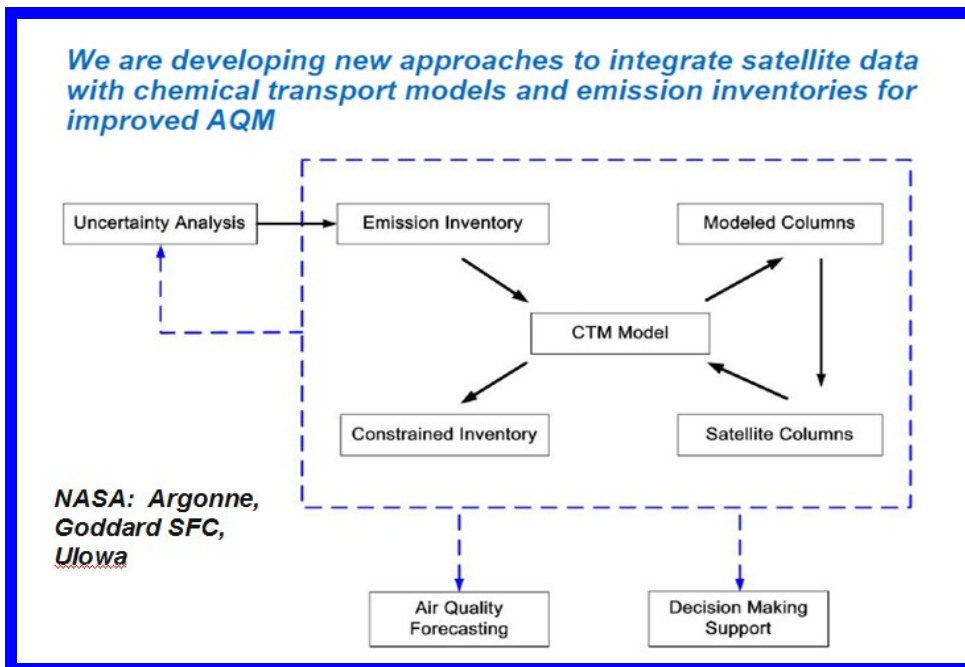 We are developing new approaches to integrate satellite data
with chemical transport models and emission inventories for
improved AQM
Uncertainty Analysis
Emission Inventory
Modeled Columns
CTM Model
Constrained Inventory
Satellite Columns
NASA: Argonne,
Goddard SFC,
UIowa
Air Quality
Forecasting
Decision Making
Support